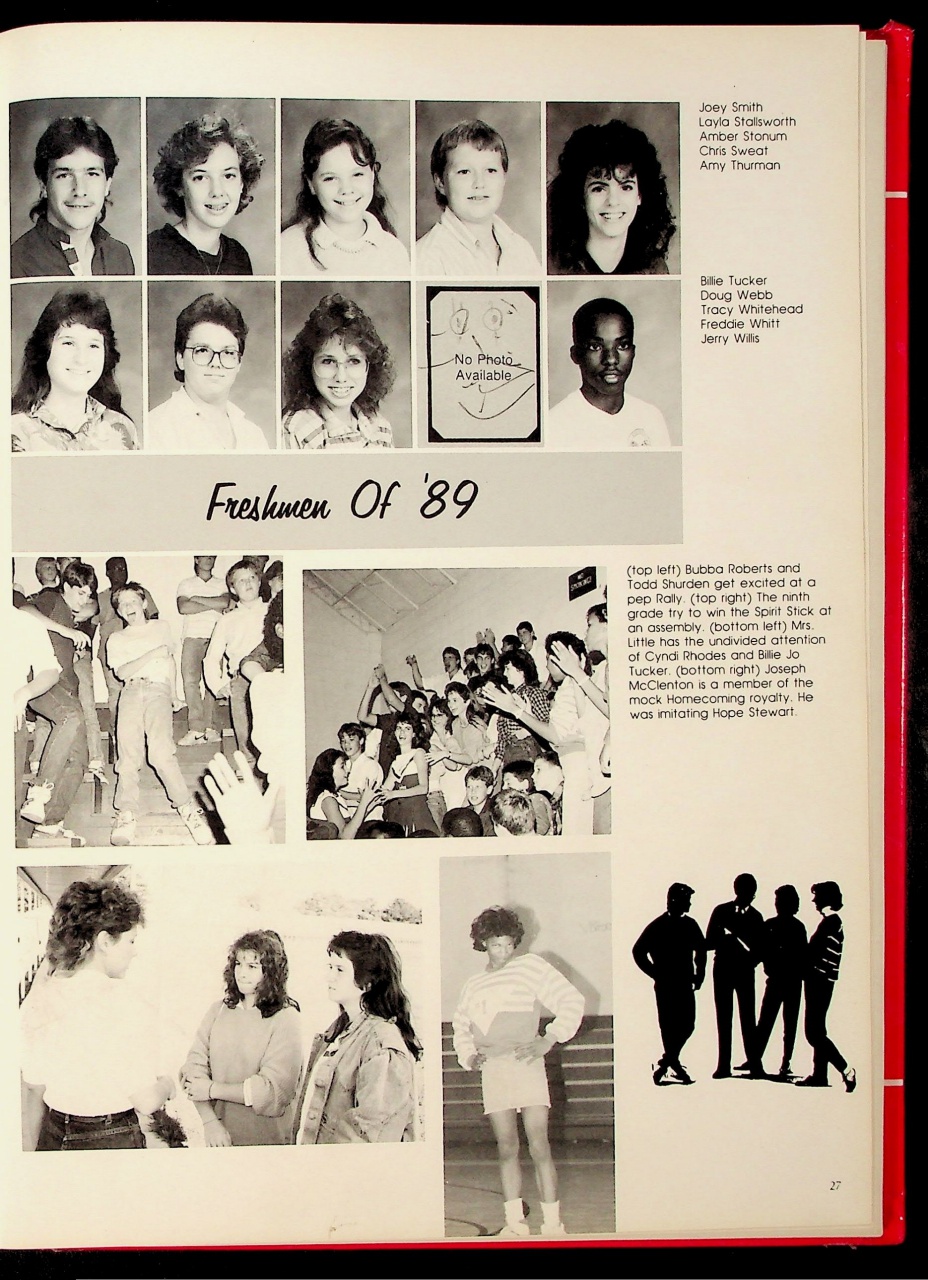 Joey Smith
Layla Stallsworth
Amber Stonum
Chris Sweat
Amy Thurman
Billie Tucker
Doug Webb
Tracy Whitehead
Freddie Whitt
Jerry Willis
No Photo
Available
Freshmen Of '89
(top left) Bubba Roberts and
Todd Shurden get excited at a
pep Rally. (top right) The ninth
grade try to win the Spirit Stick at
an assembly. (bottom left) Mrs.
Little has the undivided attention
of Cyndi Rhodes and Billie Jo
Tucker. (bottom right) Joseph
McClenton is a member of the
mock Homecoming royalty. He
was imitating Hope Stewart.
27